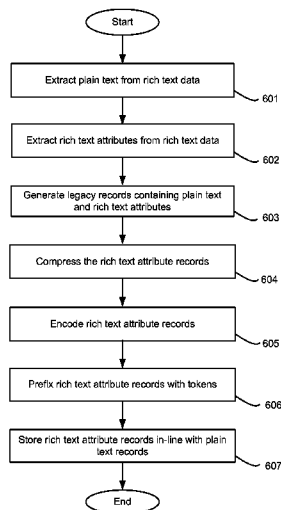 Start
Extract plain text from rich text data
601
Extract rich text attributes from rich text data
602
Generate legacy records containing plain text
and rich text attributes
603
Compress the rich text attribute records
604
Encode rich text attribute records
605
Prefix rich text attribute records with tokens
606
Store rich text attribute records in-line with plain
text records
607
End